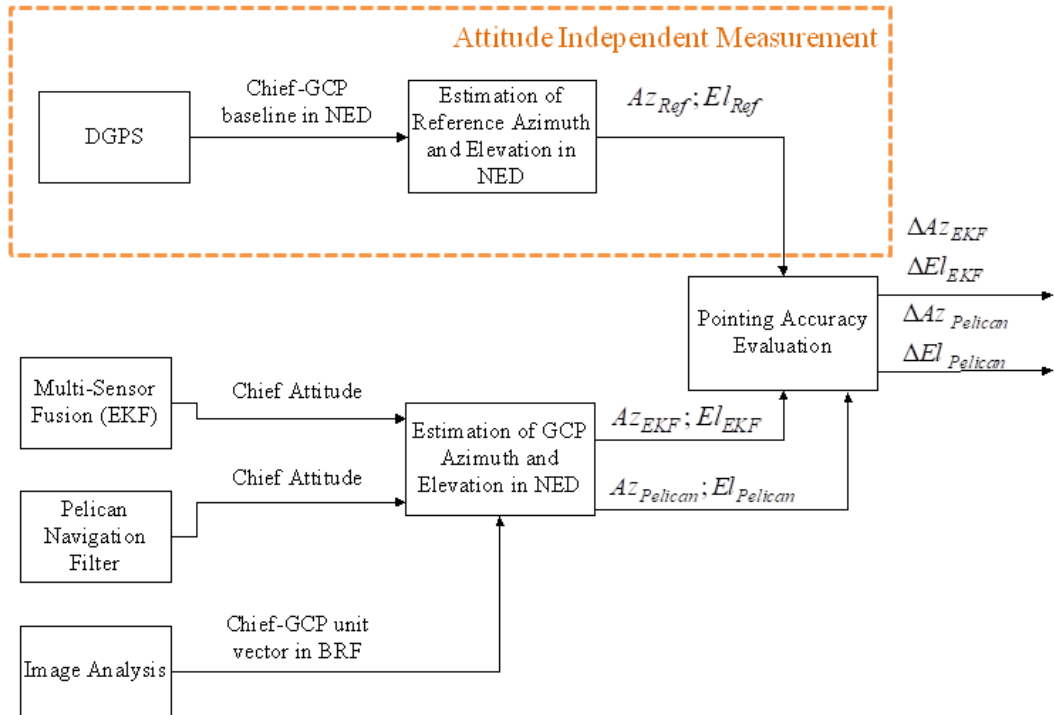 Attitude Independent Measurement
DGPS
Chief-GCP
baseline in NED
Estimation of
Reference Azimuth
and Elevation in
NED
Az_Ref ; El_Ref
ΔAz_EKF
ΔEl_EKF
ΔAz_Pelican
ΔEl_Pelican
Pointing Accuracy
Evaluation
Multi-Sensor
Fusion (EKF)
Chief Attitude
Pelican
Navigation
Filter
Chief Attitude
Estimation of GCP
Azimuth and
Elevation in NED
Az_EKF ; El_EKF
Az_Pelican ; El_Pelican
Image Analysis
Chief-GCP unit
vector in BRF